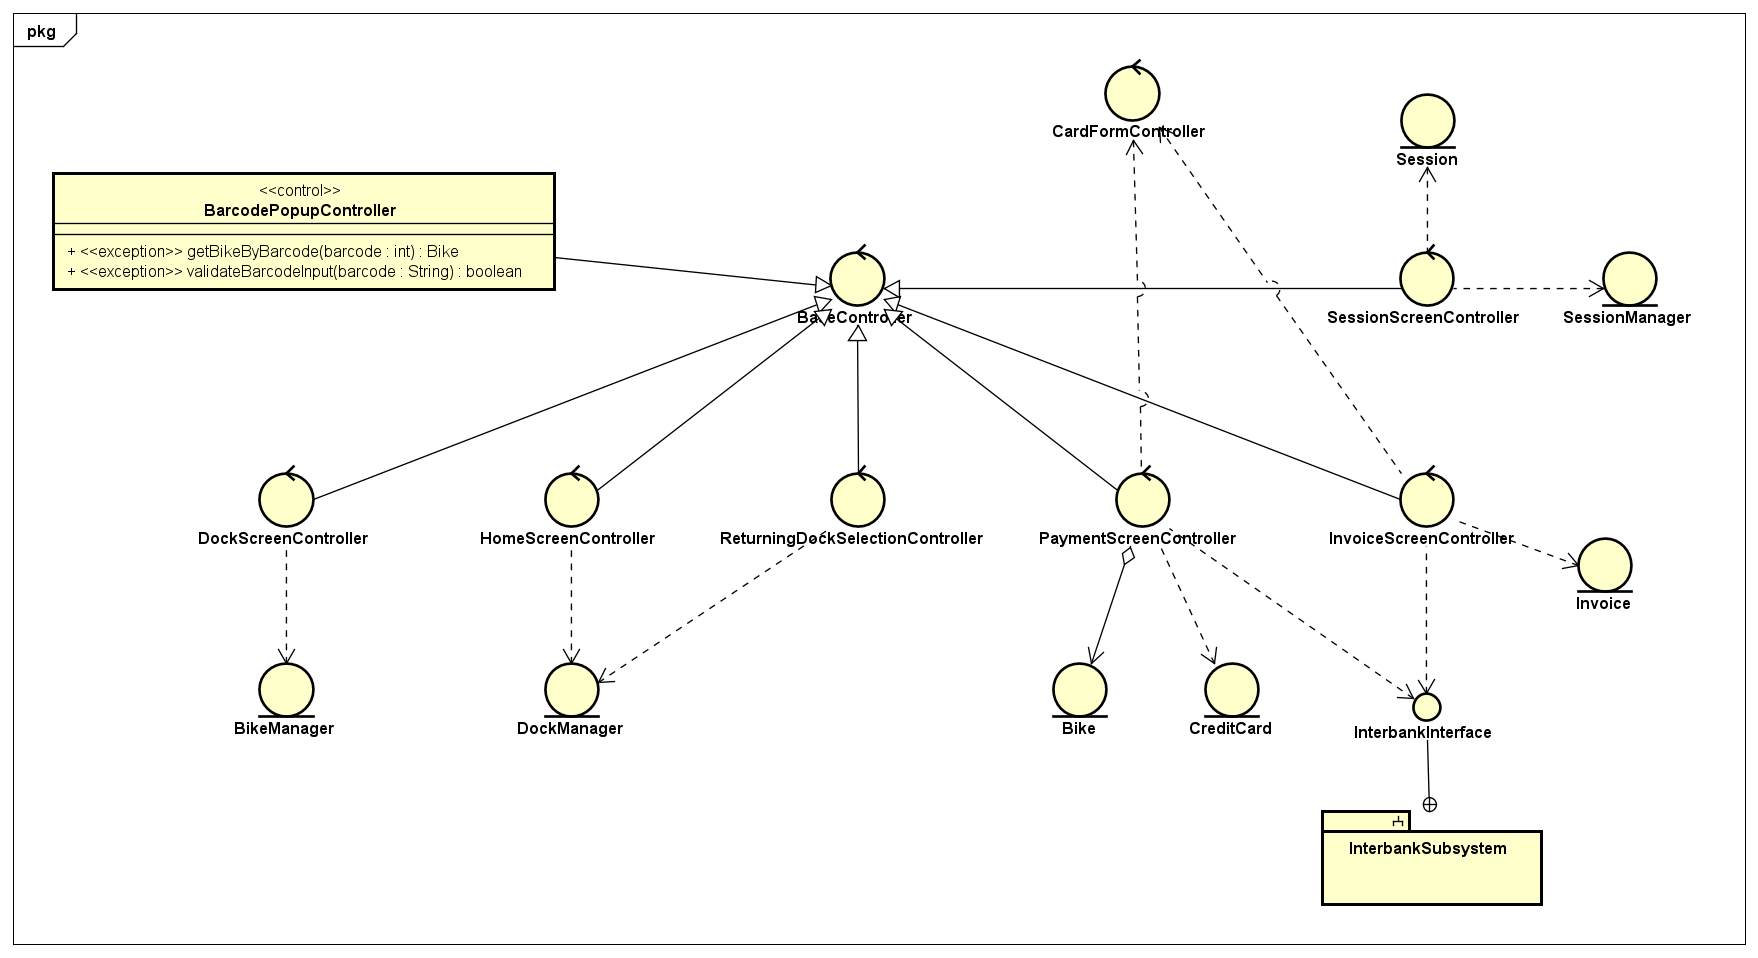 pkg
CardFormController
Session
<<control>>
BarcodePopupController
+ <<exception>> getBikeByBarcode(barcode : int) : Bike
+ <<exception>> validateBarcodeInput(barcode : String) : boolean
BaseController
SessionScreenController
SessionManager
DockScreenController
HomeScreenController
ReturningDockSelectionController
PaymentScreenController
InvoiceScreenController
Invoice
BikeManager
DockManager
Bike
CreditCard
InterbankInterface
InterbankSubsystem